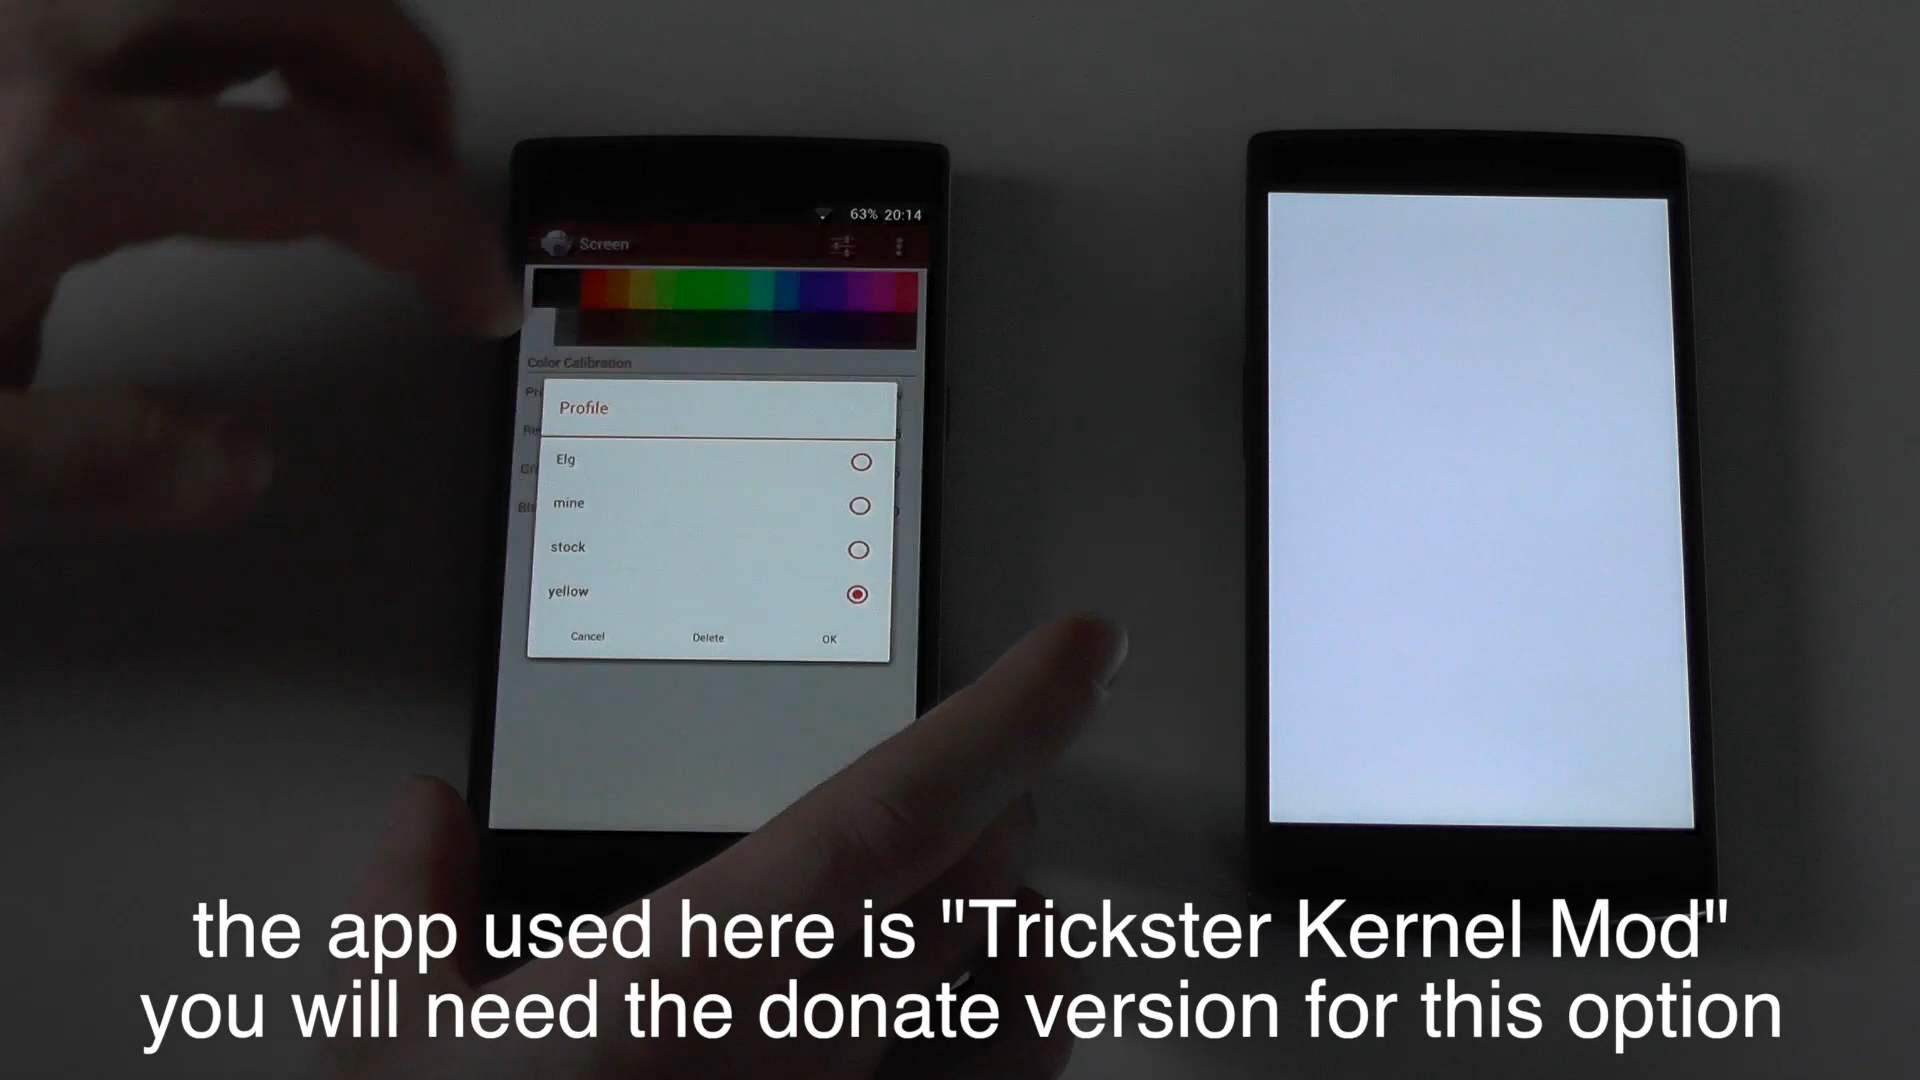 63% 20:14
Screen
Color Calibration
Profile
Elg
mine
stock
yellow
Cancel Delete OK
the app used here is "Trickster Kernel Mod"
you will need the donate version for this option